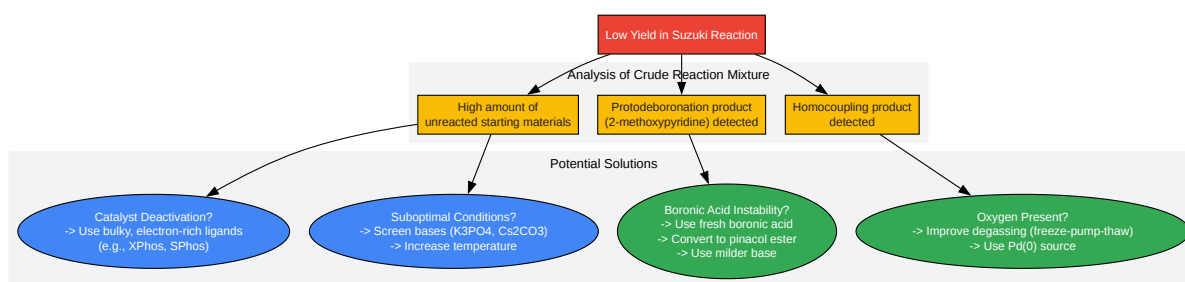 Low Yield in Suzuki Reaction
Analysis of Crude Reaction Mixture
High amount of
unreacted starting materials
Protodeboronation product
(2-methoxypyridine) detected
Homocoupling product
detected
Potential Solutions
Catalyst Deactivation?
-> Use bulky, electron-rich ligands
(e.g., XPhos, SPhos)
Suboptimal Conditions?
-> Screen bases (K3PO4, Cs2CO3)
-> Increase temperature
Boronic Acid Instability?
-> Use fresh boronic acid
-> Convert to pinacol ester
-> Use milder base
Oxygen Present?
-> Improve degassing (freeze-pump-thaw)
-> Use Pd(0) source